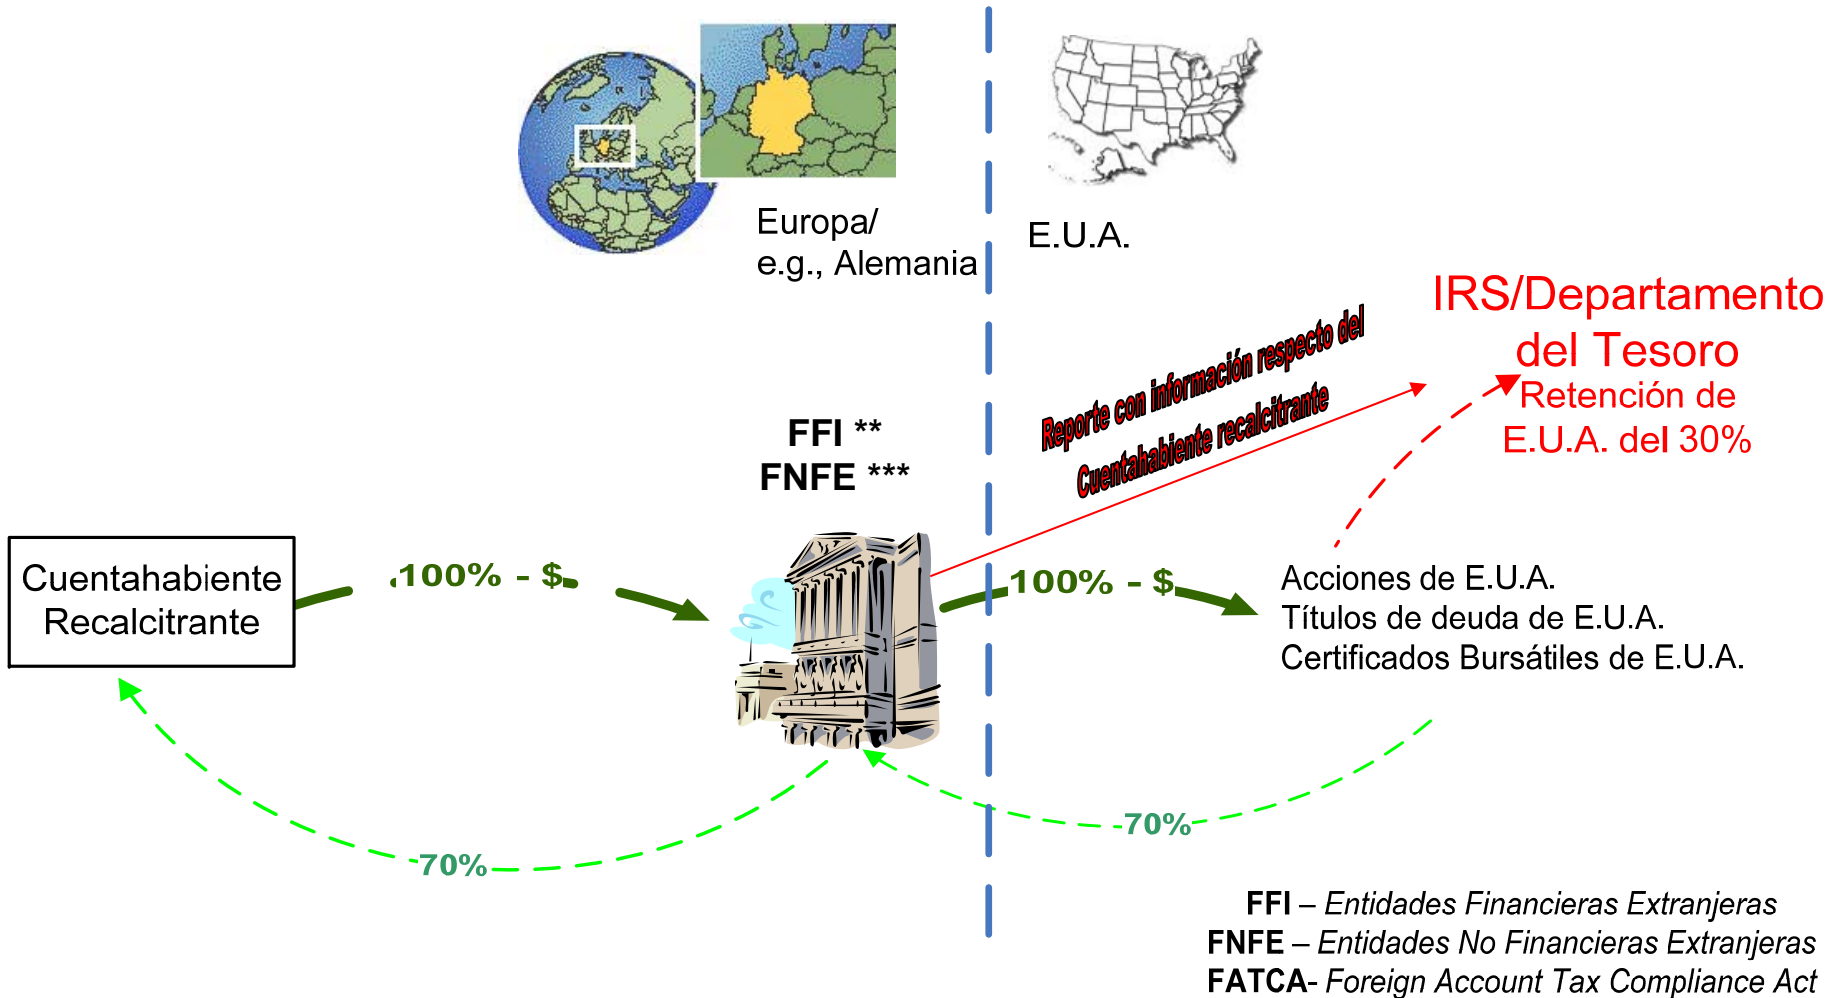 Europa/
e.g., Alemania
E.U.A.
IRS/Departamento
del Tesoro
Retención de
E.U.A. del 30%
Reporte con información respecto del
Cuentahabiente recalcitrante
FFI **
FNFE ***
Cuentahabiente
Recalcitrante
100% - $
100% - $
Acciones de E.U.A.
Títulos de deuda de E.U.A.
Certificados Bursátiles de E.U.A.
70%
70%
FFI – Entidades Financieras Extranjeras
FNFE – Entidades No Financieras Extranjeras
FATCA- Foreign Account Tax Compliance Act